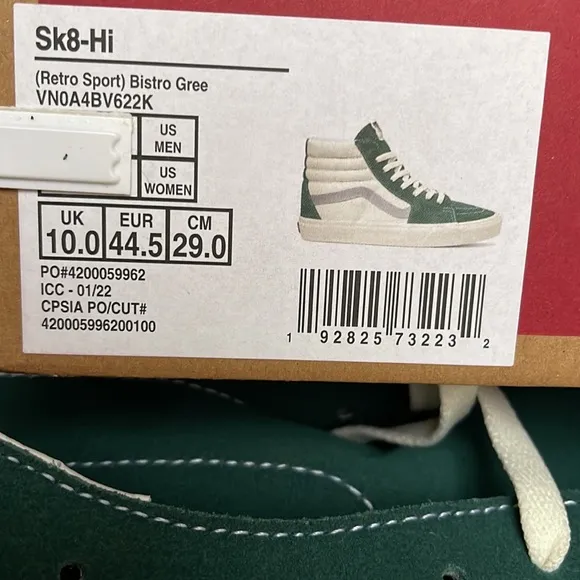 Sk8-Hi
(Retro Sport) Bistro Gree
VN0A4BV622K
US MEN
US WOMEN
UK EUR CM
10.0 44.5 29.0
PO#4200059962
ICC - 01/22
CPSIA PO/CUT#
420005996200100
1 92825 73223 2